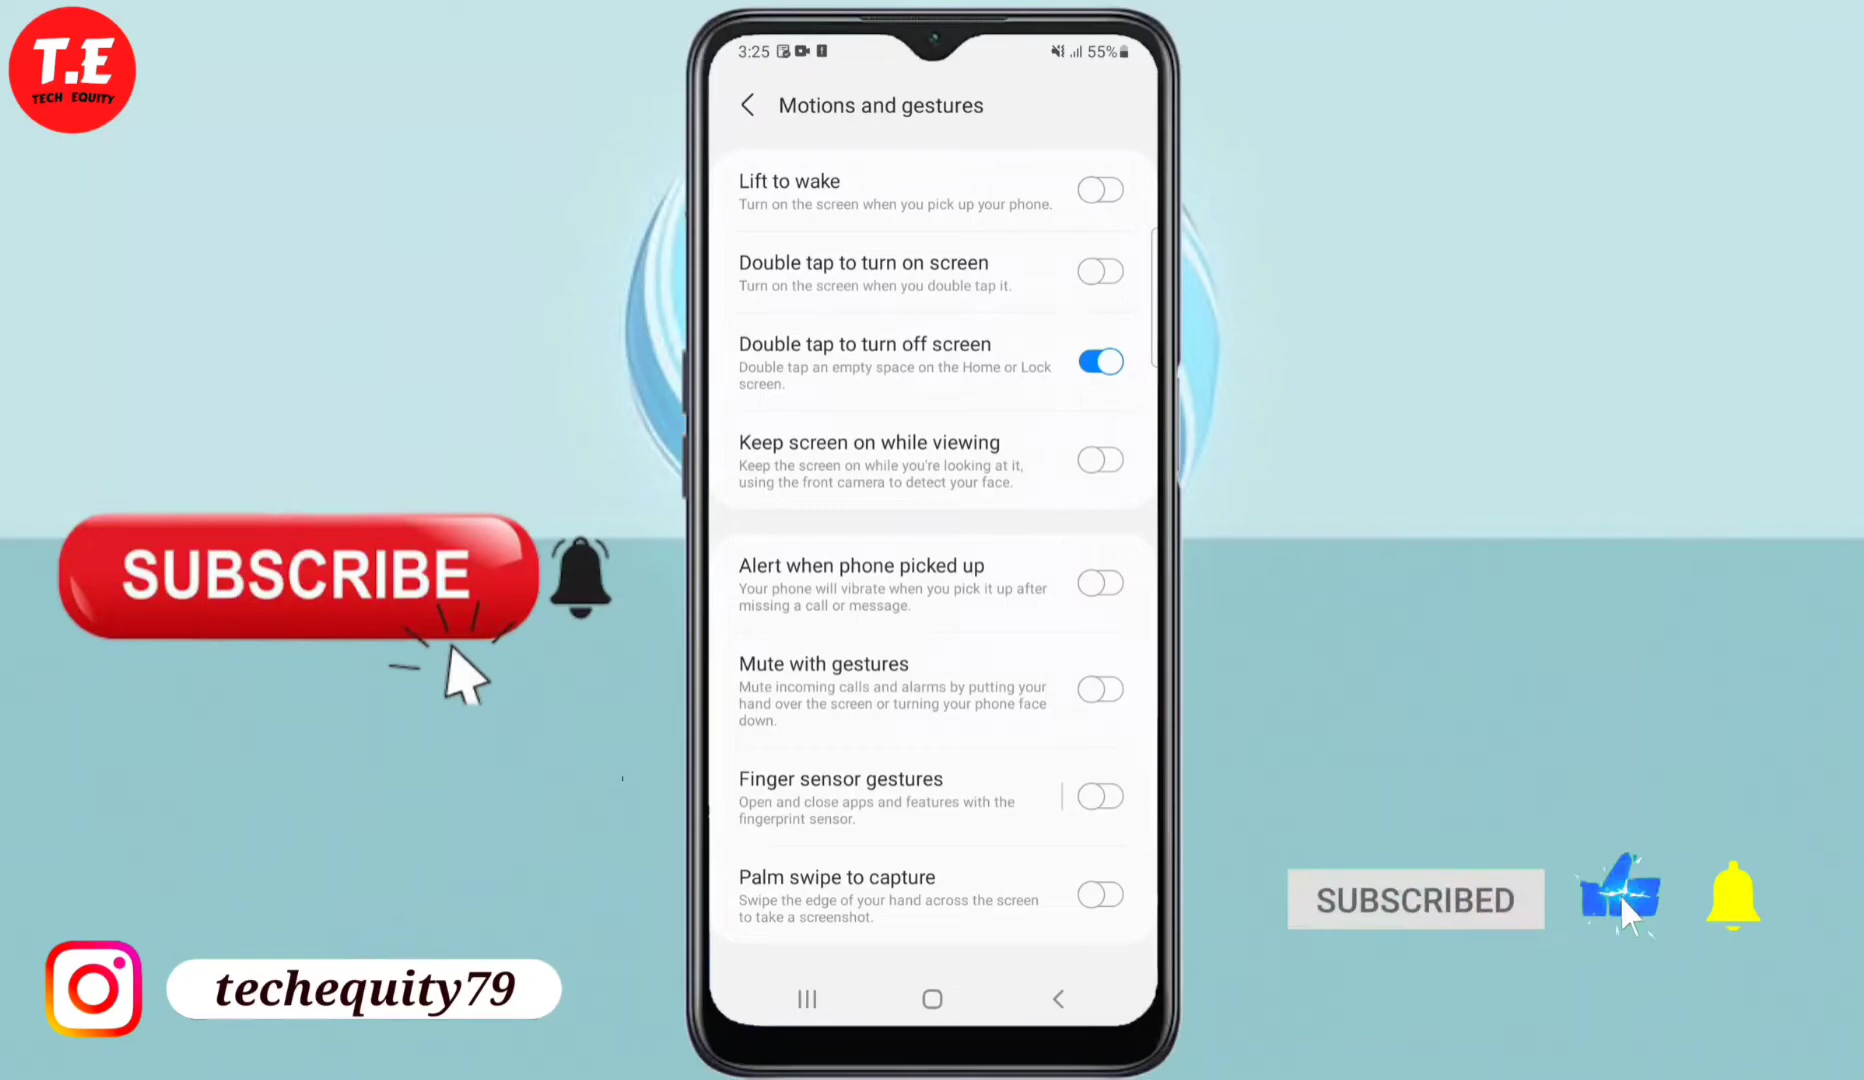 T.E
TECH EQUITY
3:25
55%
Motions and gestures
Lift to wake
Turn on the screen when you pick up your phone.
Double tap to turn on screen
Turn on the screen when you double tap it.
Double tap to turn off screen
Double tap an empty space on the Home or Lock
screen.
Keep screen on while viewing
Keep the screen on while you're looking at it,
using the front camera to detect your face.
Alert when phone picked up
Your phone will vibrate when you pick it up after
missing a call or message.
Mute with gestures
Mute incoming calls and alarms by putting your
hand over the screen or turning your phone face
down.
Finger sensor gestures
Open and close apps and features with the
fingerprint sensor.
Palm swipe to capture
Swipe the edge of your hand across the screen
to take a screenshot.
SUBSCRIBE
SUBSCRIBED
techequity79